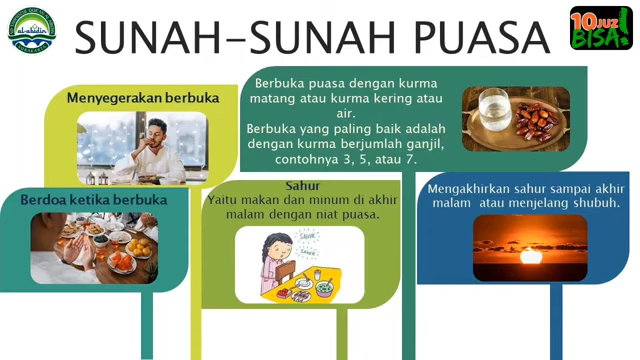 al-abidin
SUNAH-SUNAH PUASA
10JUZ
BISA!
Menyegerakan berbuka
Berbuka puasa dengan kurma
matang atau kurma kering atau
air.
Berbuka yang paling baik adalah
dengan kurma berjumlah ganjil,
contohnya 3, 5, atau 7.
Berdoa ketika berbuka
Sahur
Yaitu makan dan minum di akhir
malam dengan niat puasa.
SAHUR
SAHUR
Mengakhirkan sahur sampai akhir
malam atau menjelang shubuh.